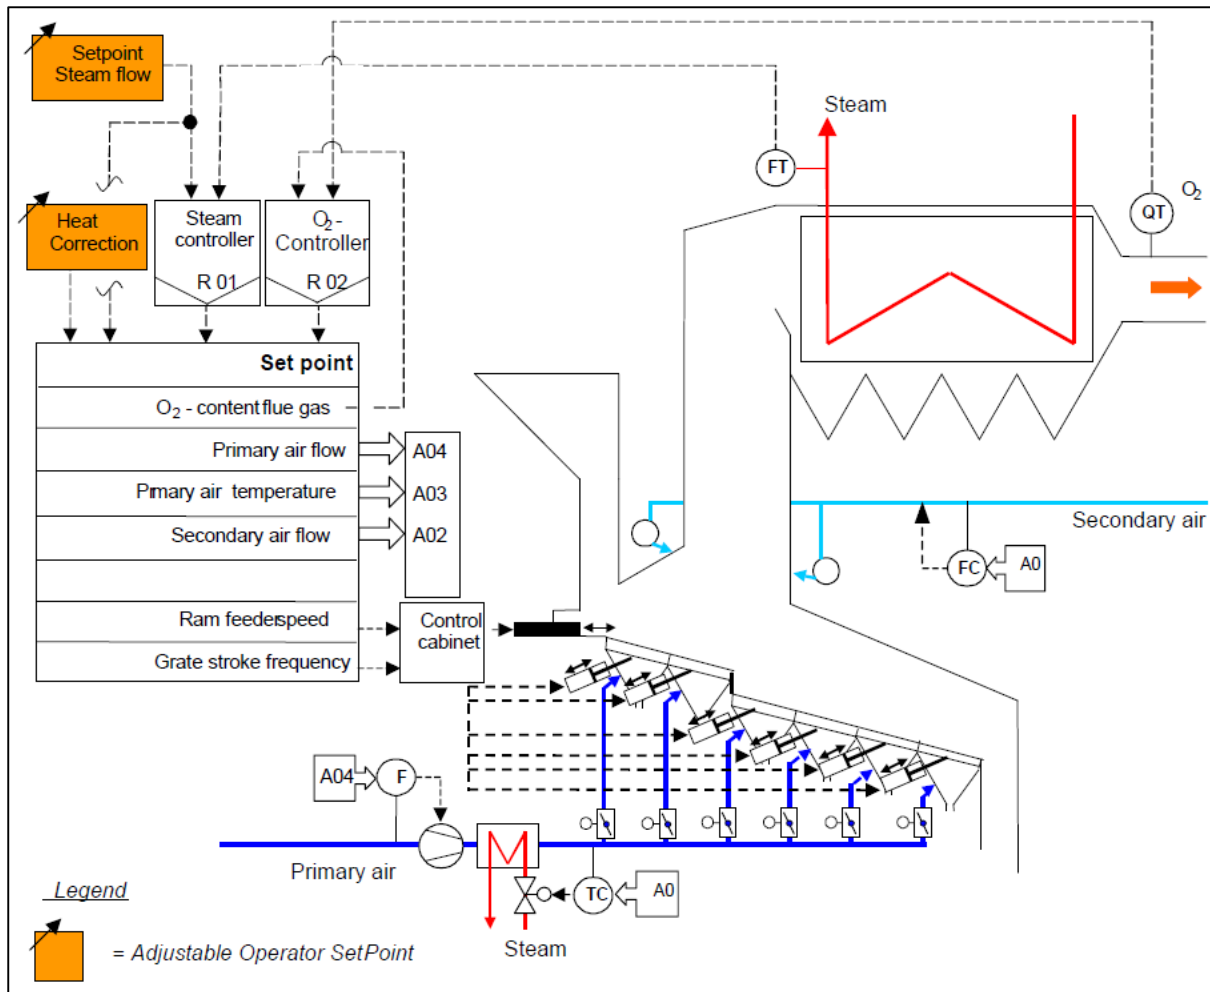 Setpoint
Steam flow
Steam
FT
O2
QT
Heat
Correction
Steam
controller
R 01
O2 -
Controller
R 02
Set point
O2 - content flue gas
Primary air flow
A04
Pimary air temperature
A03
Secondary air flow
A02
Secondary air
FC
A0
Ram feederspeed
Grate stroke frequency
Control
cabinet
A04
F
Primary air
TC
A0
Steam
Legend
= Adjustable Operator SetPoint